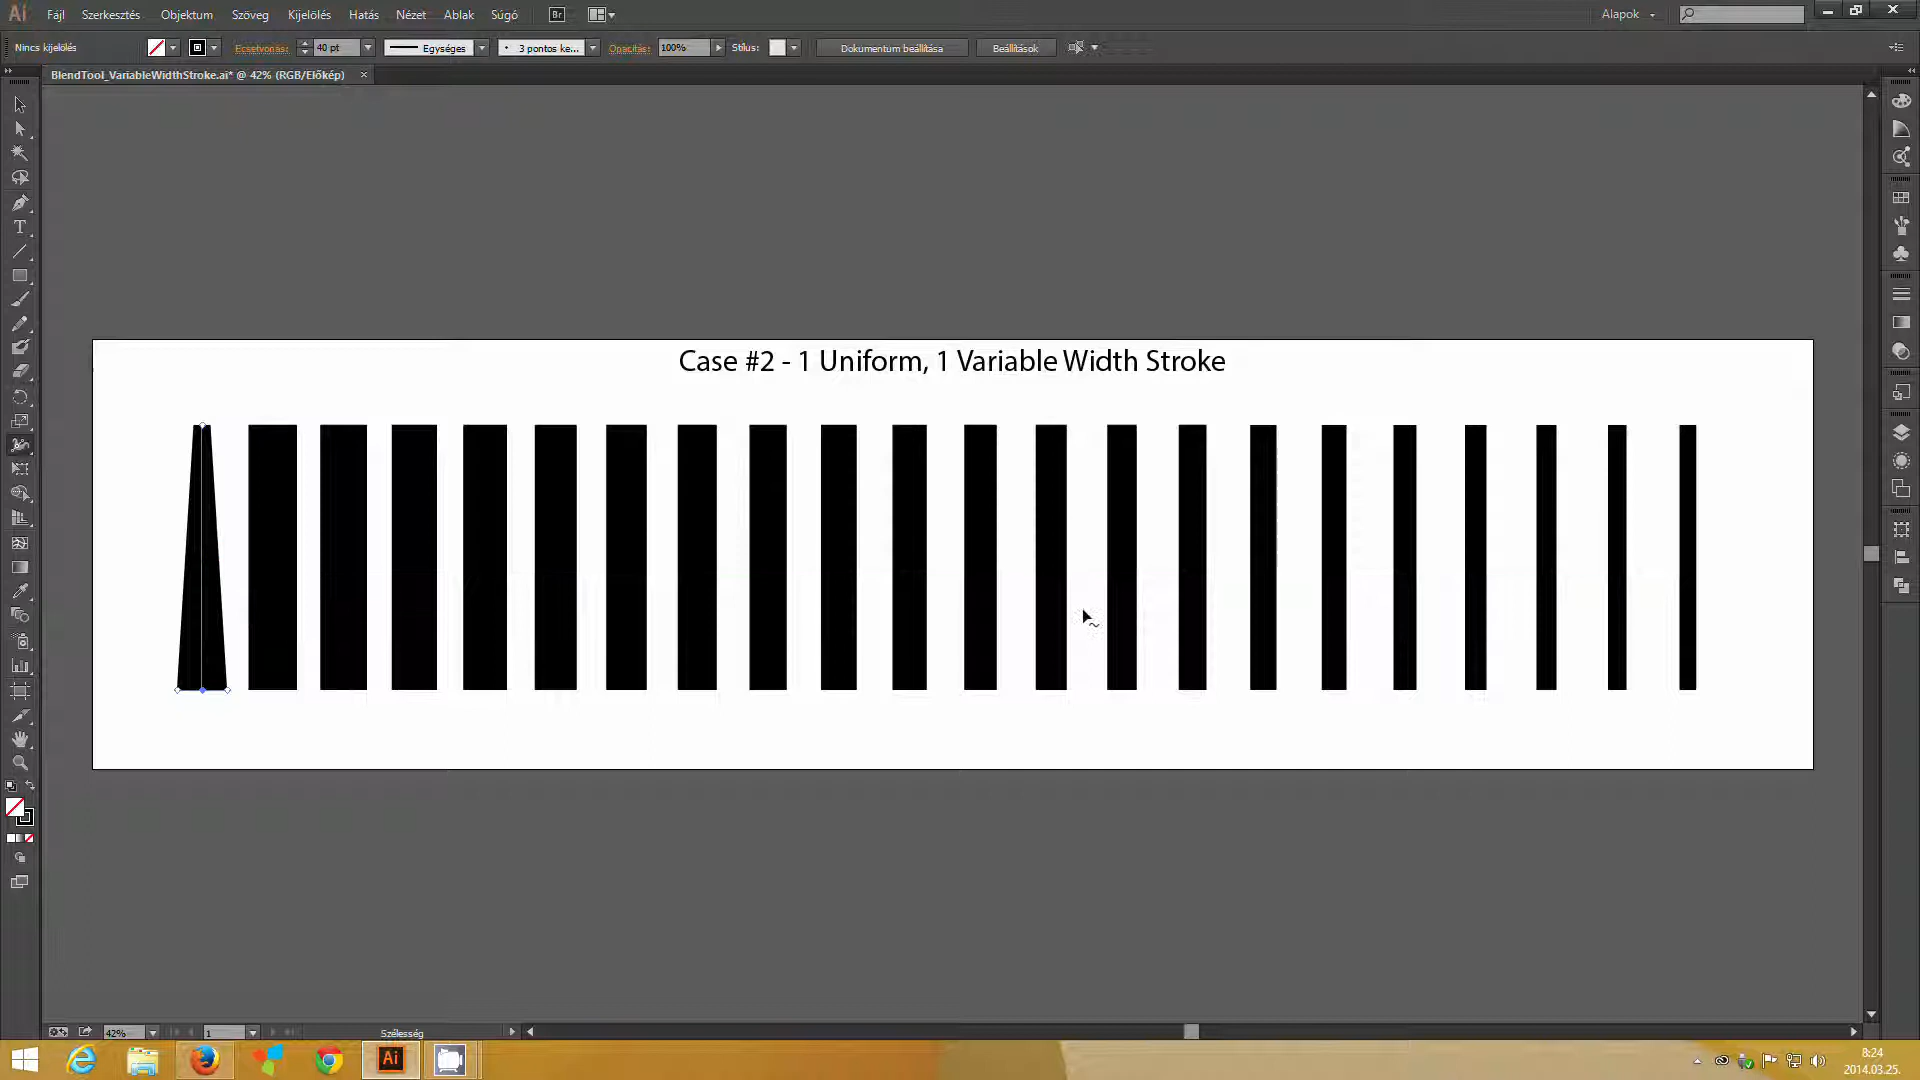 Ai Fájl Szerkesztés Objektum Szöveg Kijelölés Hatás Nézet Ablak Súgó Br Alapok
Nincs kijelölés Ecsetvonás: 40 pt Egységes 3 pontos ke... Opacitás: 100% Stílus: Dokumentum beállítása Beállítások
BlendTool_VariableWidthStroke.ai* @ 42% (RGB/Előkép) ×
Case #2 - 1 Uniform, 1 Variable Width Stroke
42% 1 Szélesség
Ai 8:24
2014.03.25.